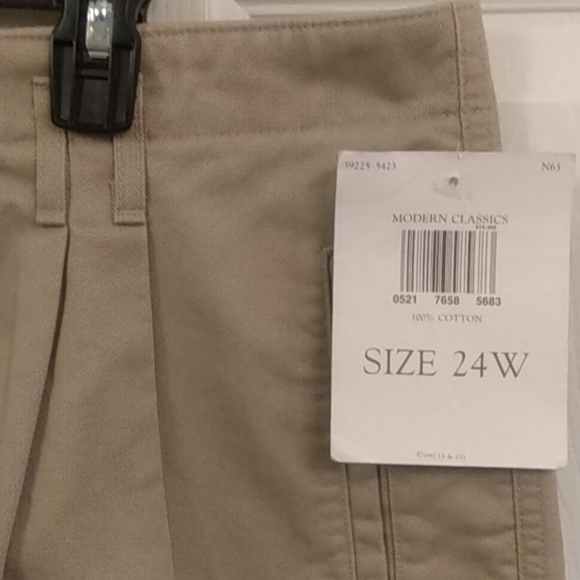 39225-5423 N63
MODERN CLASSICS
0521 7658 5683
100% COTTON
SIZE 24W